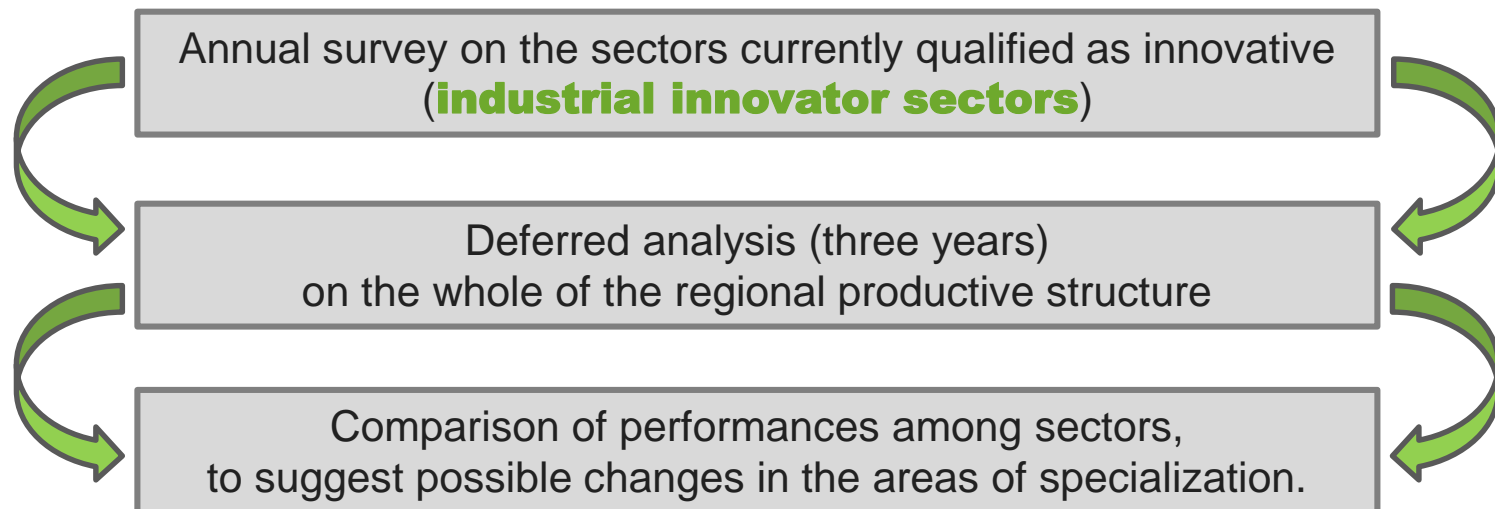 Annual survey on the sectors currently qualified as innovative
(industrial innovator sectors)
Deferred analysis (three years)
on the whole of the regional productive structure
Comparison of performances among sectors,
to suggest possible changes in the areas of specialization.